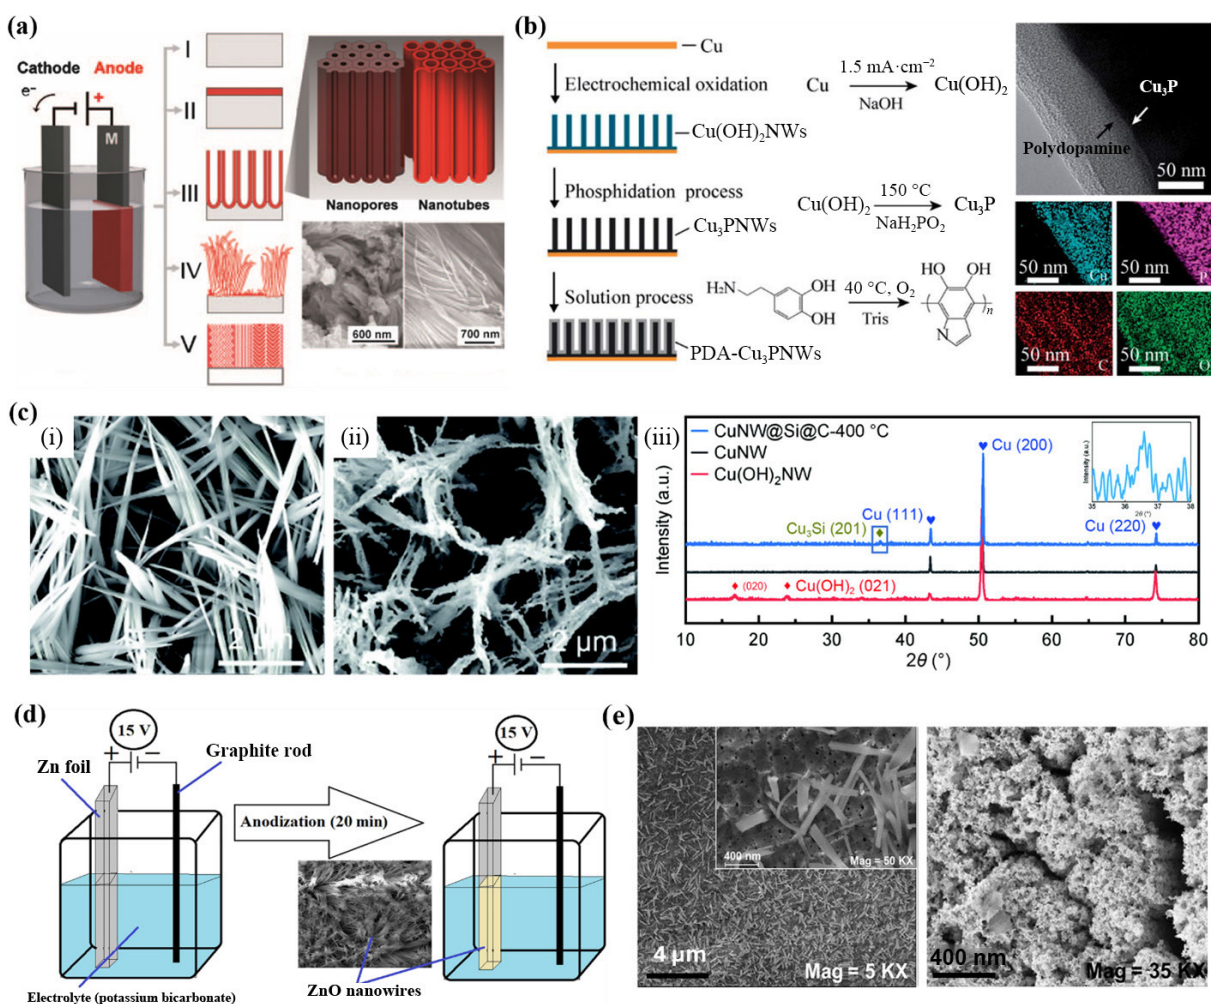 (a)
Cathode Anode
e⁻
+
M
I
II
III
IV
V
Nanopores Nanotubes
600 nm
700 nm
(b)
Cu
Electrochemical oxidation
Cu(OH)₂NWs
Phosphidation process
Cu₃PNWs
Solution process
PDA-Cu₃PNWs
Cu 1.5 mA·cm⁻² Cu(OH)₂
NaOH
Cu(OH)₂ 150 °C Cu₃P
NaH₂PO₂
H₂N OH
OH
40 °C, O₂
Tris
HO OH
n
N
Cu₃P
Polydopamine
50 nm
50 nm
Cu
50 nm
P
50 nm
C
50 nm
O
(c)
(i)
2 μm
(ii)
2 μm
(iii)
CuNW@Si@C-400 °C
CuNW
Cu(OH)₂NW
Cu (200)
Cu (111)
Cu₃Si (201)
Cu (220)
(020)
Cu(OH)₂ (021)
Intensity (a.u.)
10 20 30 40 50 60 70 80
2θ (°)
Intensity (a.u.)
35 36 37 38
2θ (°)
(d)
15 V
+ −
Zn foil
Graphite rod
Anodization (20 min)
15 V
+ −
Electrolyte (potassium bicarbonate)
ZnO nanowires
(e)
400 nm
Mag = 50 KX
4 μm
Mag = 5 KX
400 nm
Mag = 35 KX